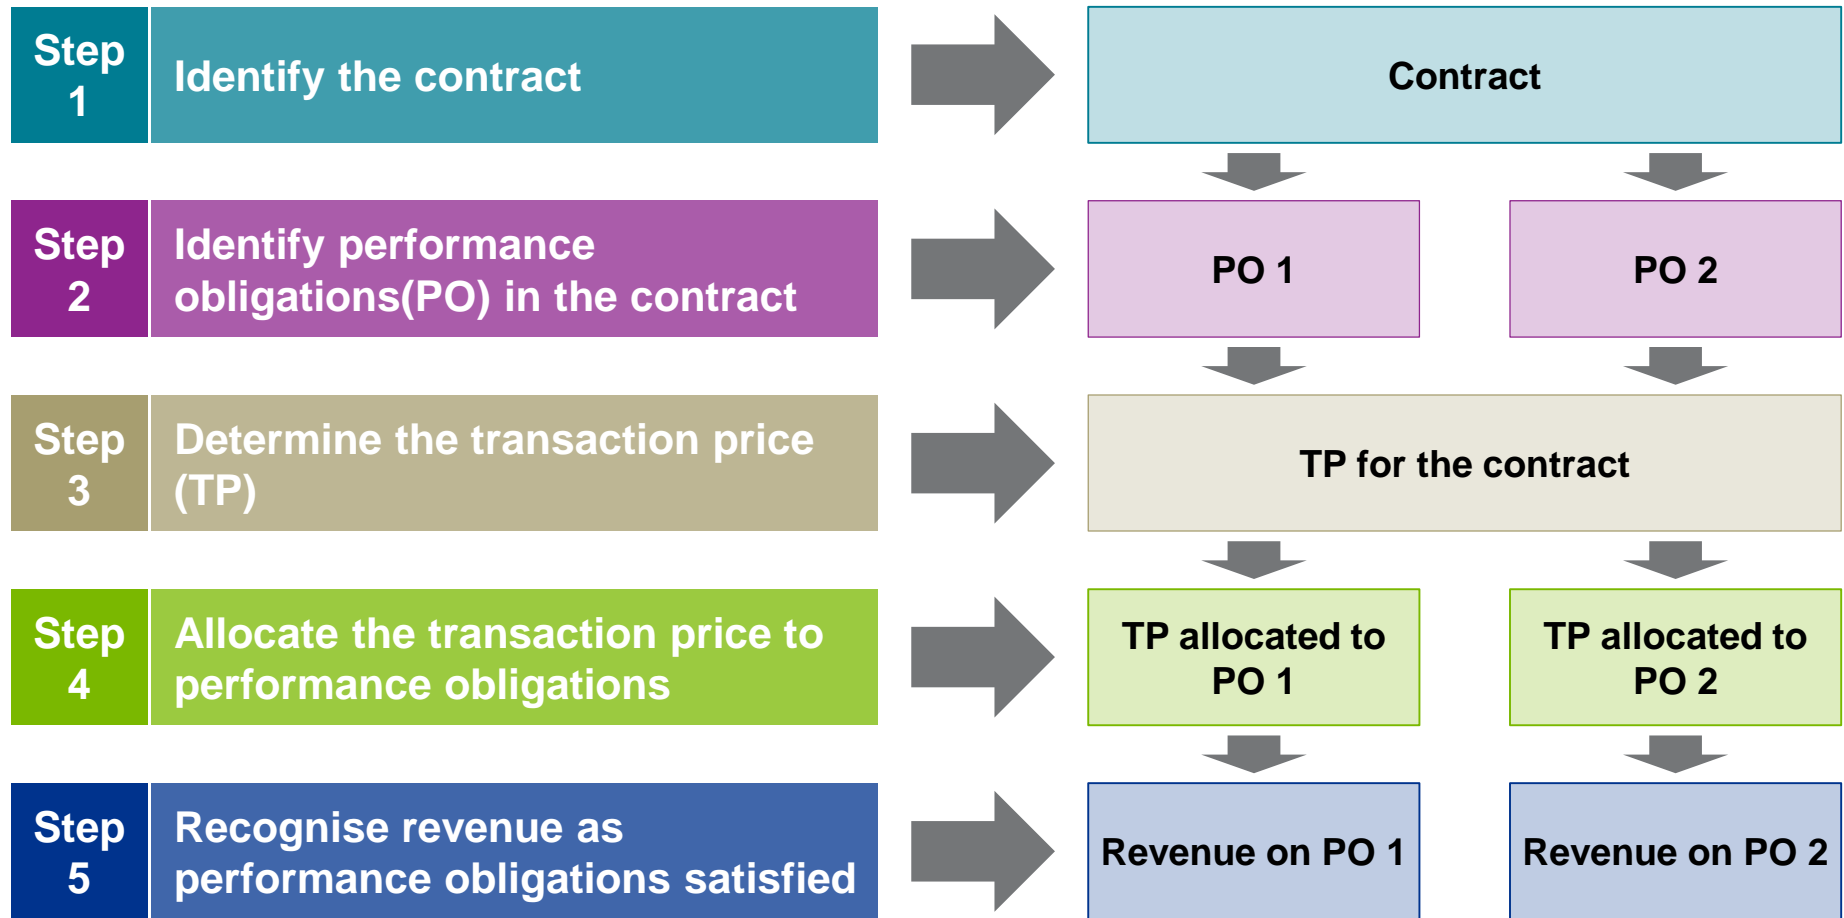 Step
1
Identify the contract
Contract
Step
2
Identify performance
obligations(PO) in the contract
PO 1
PO 2
Step
3
Determine the transaction price
(TP)
TP for the contract
Step
4
Allocate the transaction price to
performance obligations
TP allocated to
PO 1
TP allocated to
PO 2
Step
5
Recognise revenue as
performance obligations satisfied
Revenue on PO 1
Revenue on PO 2